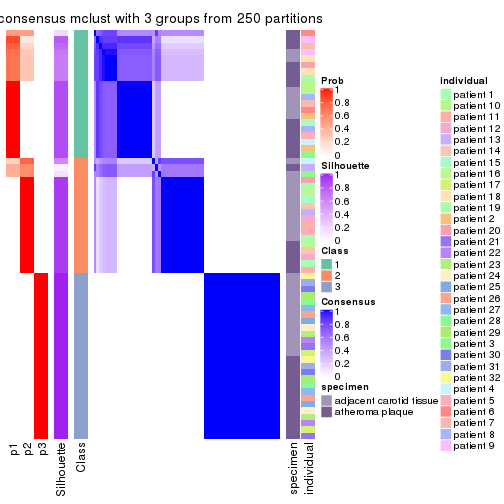 consensus mclust with 3 groups from 250 partitions
Prob
1
0.8
0.6
0.4
0.2
0
Silhouette
1
0.8
0.6
0.4
0.2
0
Class
1
2
3
Consensus
1
0.8
0.6
0.4
0.2
0
specimen
adjacent carotid tissue
atheroma plaque
individual
patient 1
patient 10
patient 11
patient 12
patient 13
patient 14
patient 15
patient 16
patient 17
patient 18
patient 19
patient 2
patient 20
patient 21
patient 22
patient 23
patient 24
patient 25
patient 26
patient 27
patient 28
patient 29
patient 3
patient 30
patient 31
patient 32
patient 4
patient 5
patient 6
patient 7
patient 8
patient 9
p1
p2
p3
Silhouette
Class
specimen
individual